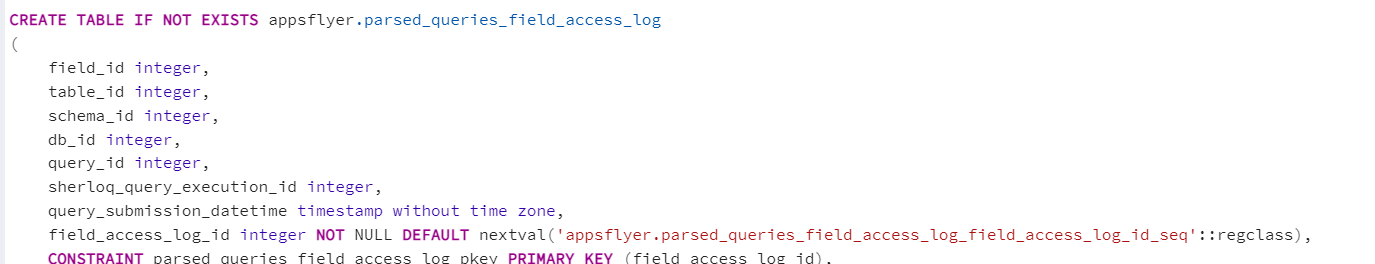 CREATE TABLE IF NOT EXISTS appsflyer.parsed_queries_field_access_log
(
    field_id integer,
    table_id integer,
    schema_id integer,
    db_id integer,
    query_id integer,
    sherloq_query_execution_id integer,
    query_submission_datetime timestamp without time zone,
    field_access_log_id integer NOT NULL DEFAULT nextval('appsflyer.parsed_queries_field_access_log_field_access_log_id_seq'::regclass),
    CONSTRAINT parsed_queries_field_access_log_pkey PRIMARY KEY (field_access_log_id),